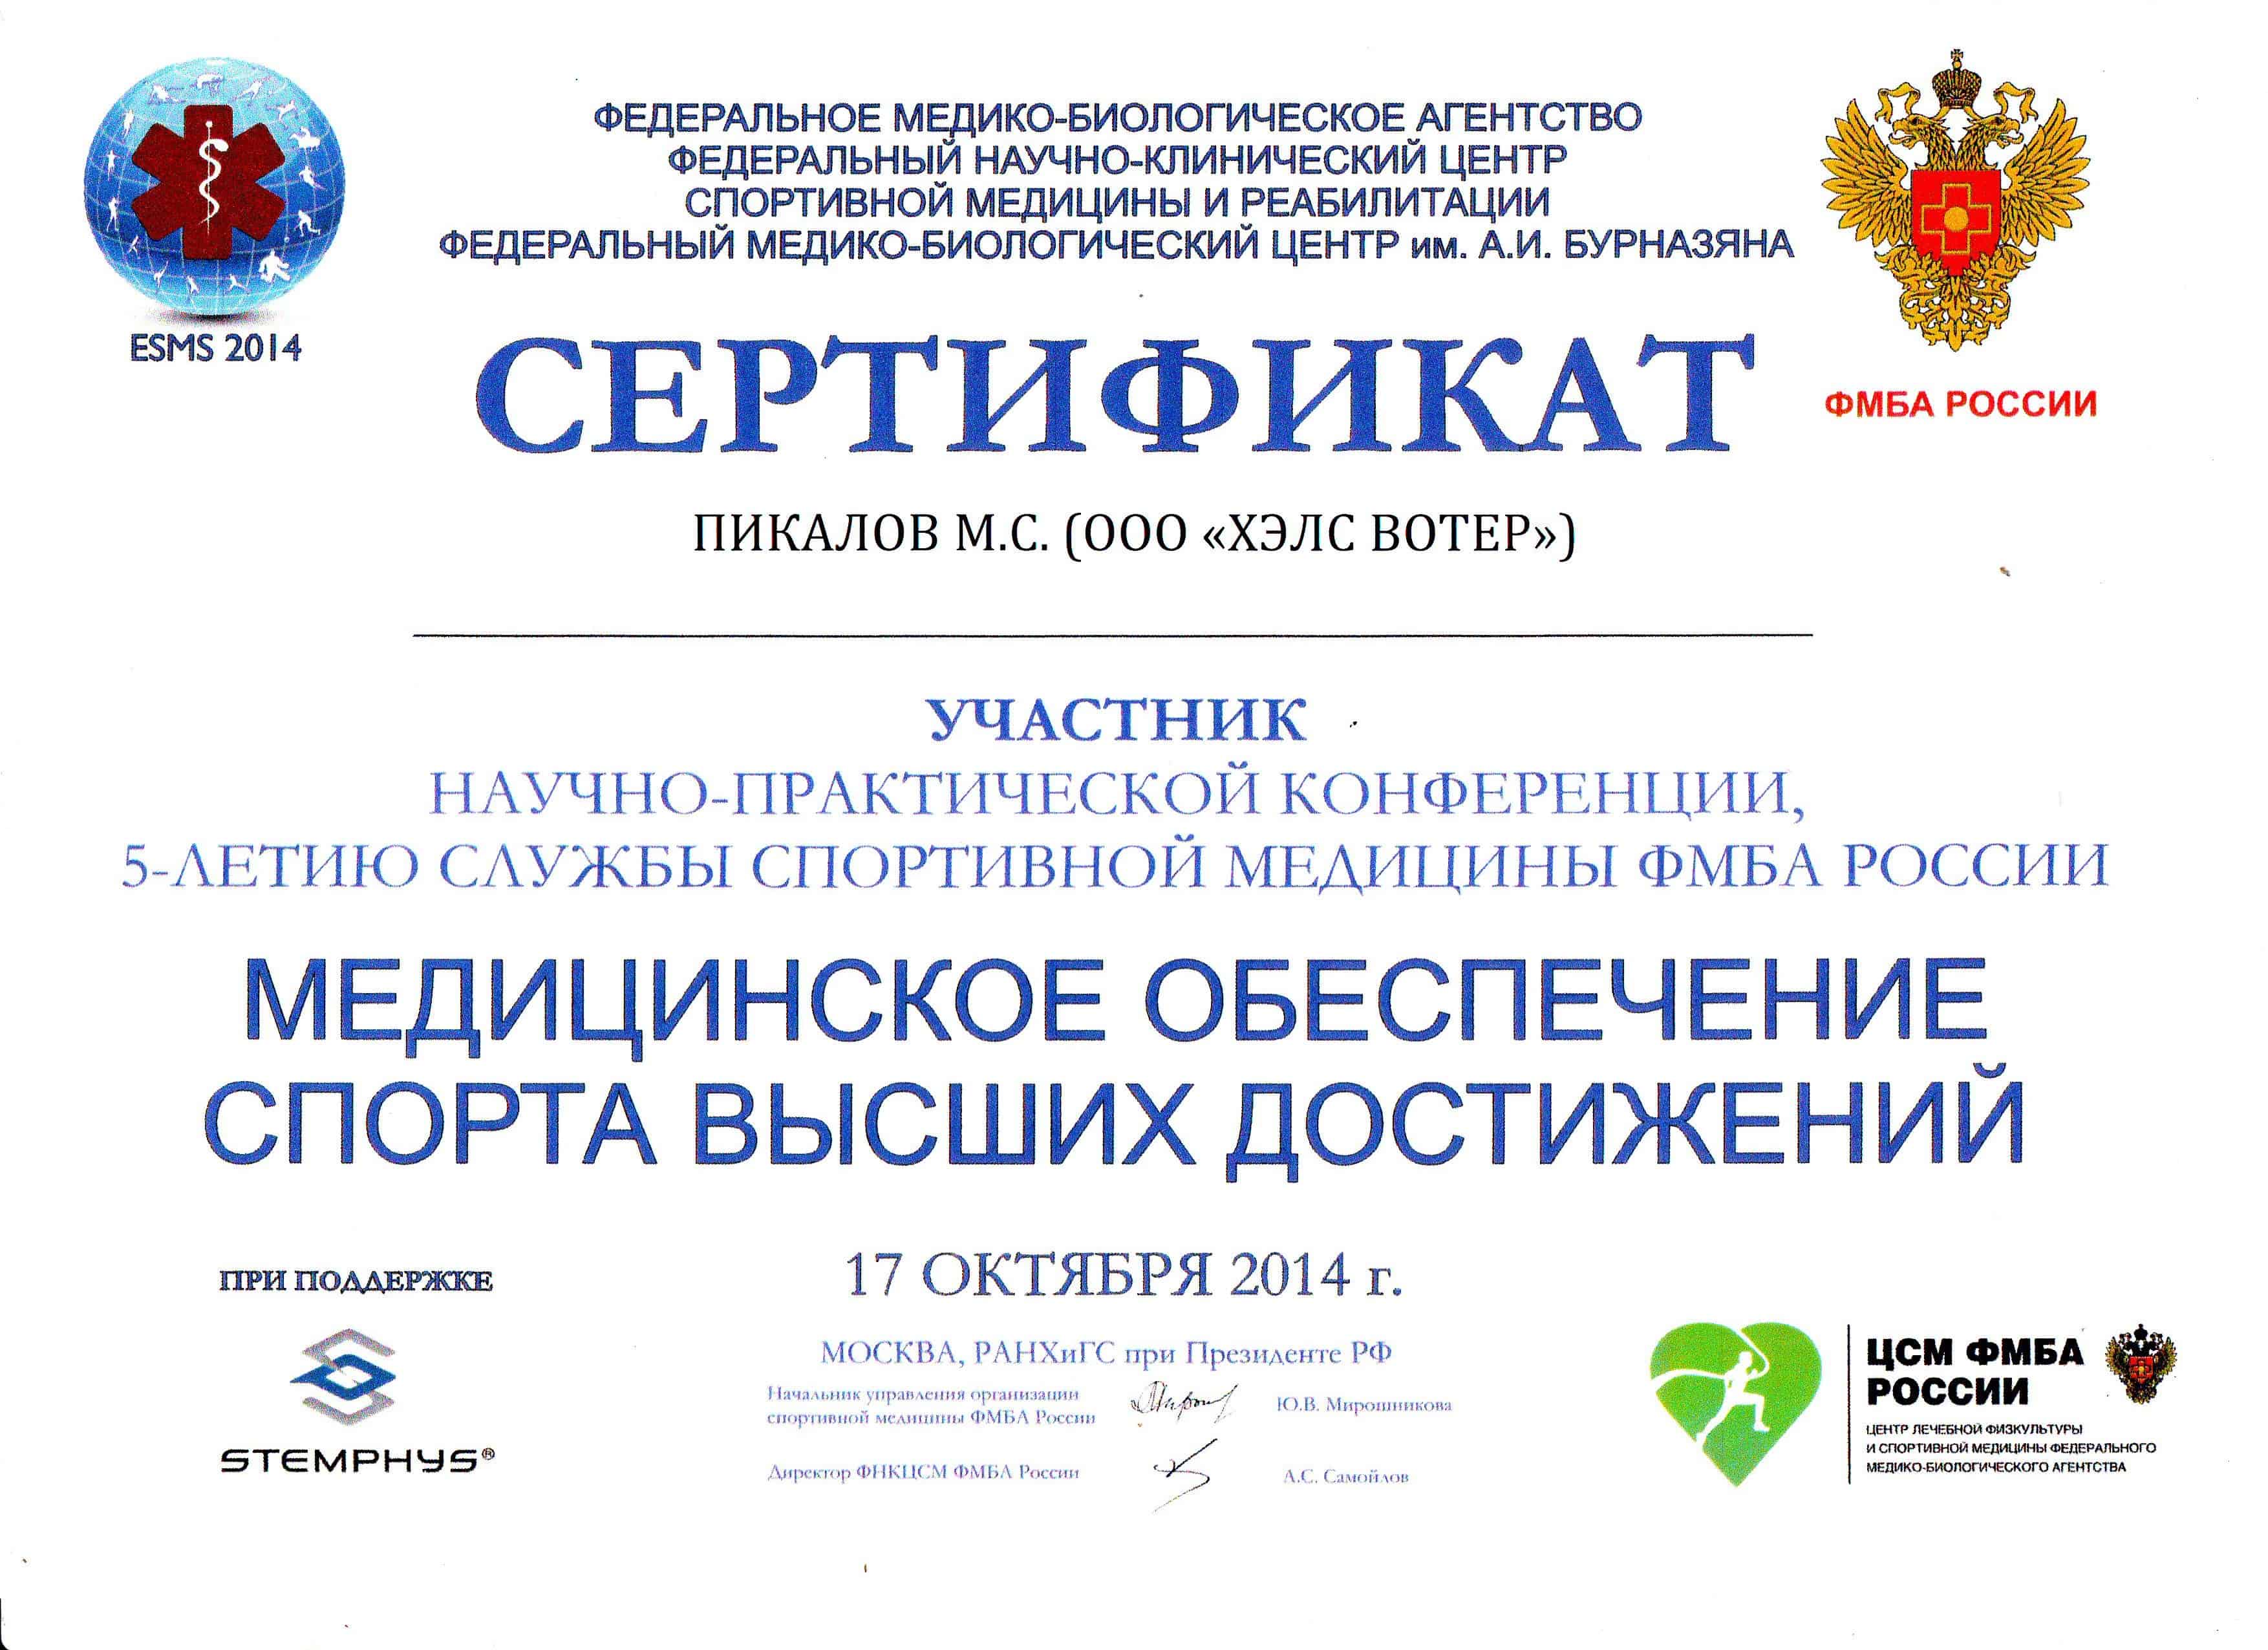 ФЕДЕРАЛЬНОЕ МЕДИКО-БИОЛОГИЧЕСКОЕ АГЕНТСТВО
ФЕДЕРАЛЬНЫЙ НАУЧНО-КЛИНИЧЕСКИЙ ЦЕНТР
СПОРТИВНОЙ МЕДИЦИНЫ И РЕАБИЛИТАЦИИ
ФЕДЕРАЛЬНЫЙ МЕДИКО-БИОЛОГИЧЕСКИЙ ЦЕНТР им. А.И. БУРНАЗЯНА
ESMS 2014
СЕРТИФИКАТ
ФМБА РОССИИ
ПИКАЛОВ М.С. (ООО «ХЭЛС ВОТЕР»)
УЧАСТНИК
НАУЧНО-ПРАКТИЧЕСКОЙ КОНФЕРЕНЦИИ,
5-ЛЕТИЮ СЛУЖБЫ СПОРТИВНОЙ МЕДИЦИНЫ ФМБА РОССИИ
МЕДИЦИНСКОЕ ОБЕСПЕЧЕНИЕ
СПОРТА ВЫСШИХ ДОСТИЖЕНИЙ
ПРИ ПОДДЕРЖКЕ
STEMPHYS®
17 ОКТЯБРЯ 2014 г.
МОСКВА, РАНХиГС при Президенте РФ
Начальник управления организации
спортивной медицины ФМБА России
Ю.В. Мирошникова
Директор ФНКЦСМ ФМБА России
А.С. Самойлов
ЦСМ ФМБА
РОССИИ
ЦЕНТР ЛЕЧЕБНОЙ ФИЗКУЛЬТУРЫ
И СПОРТИВНОЙ МЕДИЦИНЫ ФЕДЕРАЛЬНОГО
МЕДИКО-БИОЛОГИЧЕСКОГО АГЕНТСТВА